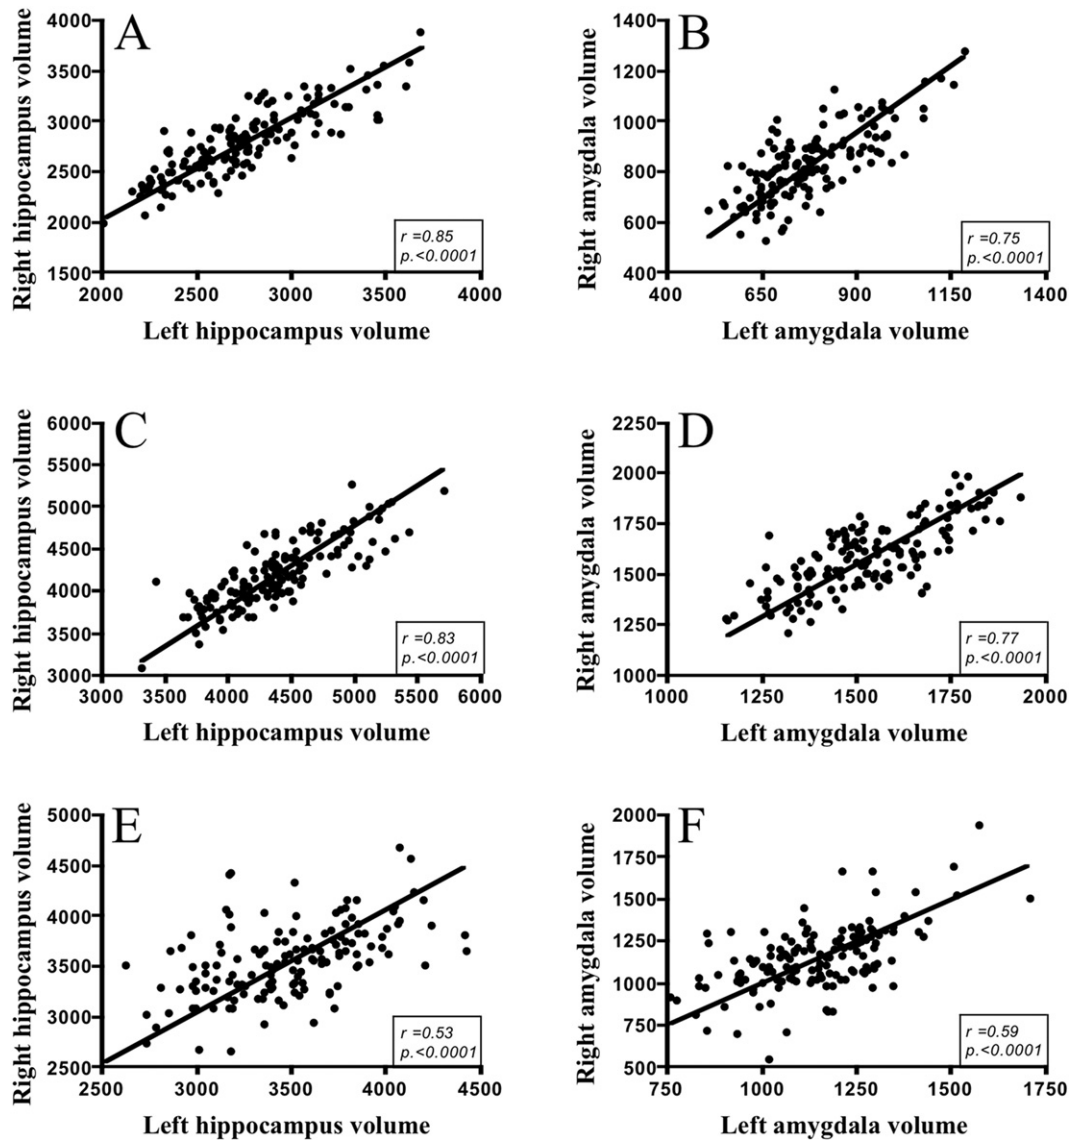 A
Right hippocampus volume
4000
3500
3000
2500
2000
1500
2000 2500 3000 3500 4000
Left hippocampus volume
r =0.85
p.<0.0001
B
Right amygdala volume
1400
1200
1000
800
600
400
400 650 900 1150 1400
Left amygdala volume
r =0.75
p.<0.0001
C
Right hippocampus volume
6000
5500
5000
4500
4000
3500
3000
3000 3500 4000 4500 5000 5500 6000
Left hippocampus volume
r =0.83
p.<0.0001
D
Right amygdala volume
2250
2000
1750
1500
1250
1000
1000 1250 1500 1750 2000
Left amygdala volume
r =0.77
p.<0.0001
E
Right hippocampus volume
5000
4500
4000
3500
3000
2500
2500 3000 3500 4000 4500
Left hippocampus volume
r =0.53
p.<0.0001
F
Right amygdala volume
2000
1750
1500
1250
1000
750
500
750 1000 1250 1500 1750
Left amygdala volume
r =0.59
p.<0.0001